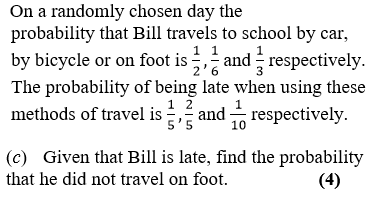 On a randomly chosen day the
probability that Bill travels to school by car,
by bicycle or on foot is 1/2, 1/6 and 1/3 respectively.
The probability of being late when using these
methods of travel is 1/5, 2/5 and 1/10 respectively.
(c) Given that Bill is late, find the probability
that he did not travel on foot. (4)